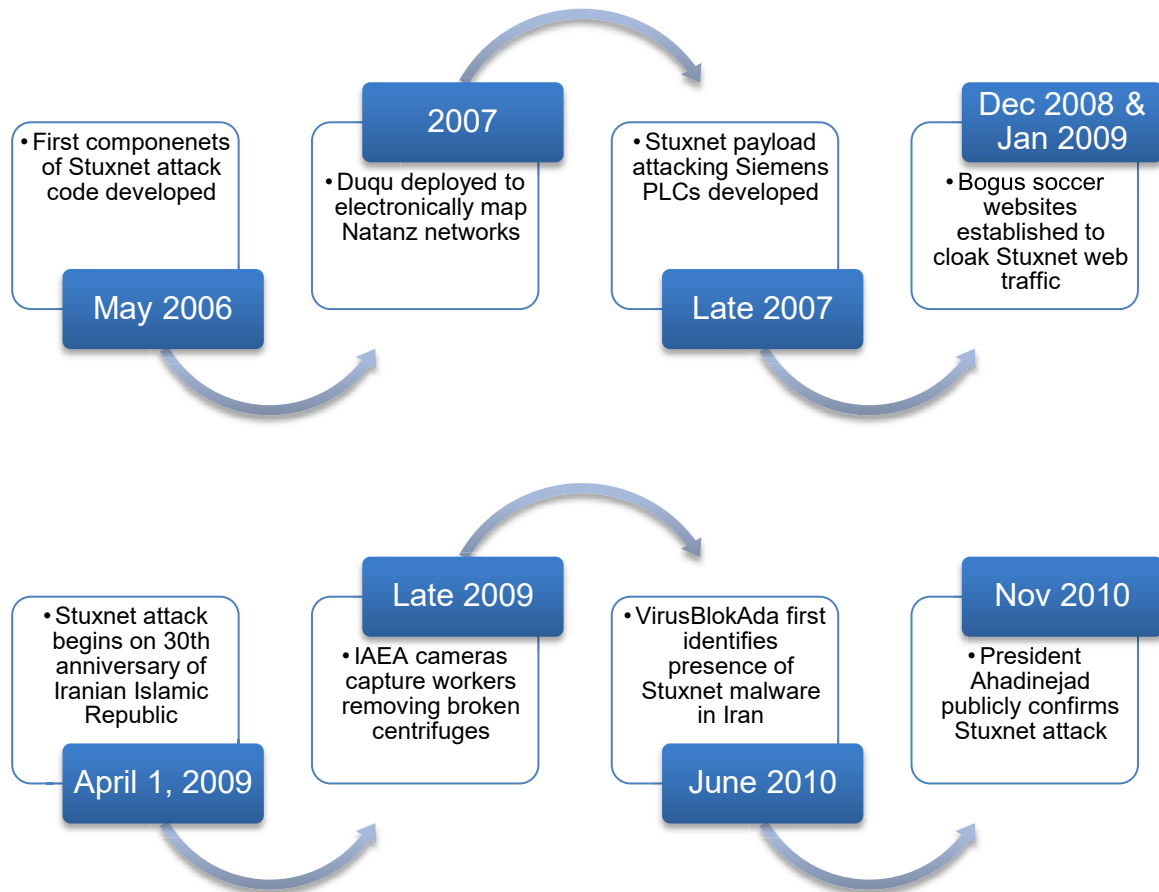 • First componenets
of Stuxnet attack
code developed
May 2006
2007
• Duqu deployed to
electronically map
Natanz networks
• Stuxnet payload
attacking Siemens
PLCs developed
Late 2007
Dec 2008 &
Jan 2009
• Bogus soccer
websites
established to
cloak Stuxnet web
traffic
• Stuxnet attack
begins on 30th
anniversary of
Iranian Islamic
Republic
April 1, 2009
Late 2009
• IAEA cameras
capture workers
removing broken
centrifuges
• VirusBlokAda first
identifies
presence of
Stuxnet malware
in Iran
June 2010
Nov 2010
• President
Ahadinejad
publicly confirms
Stuxnet attack